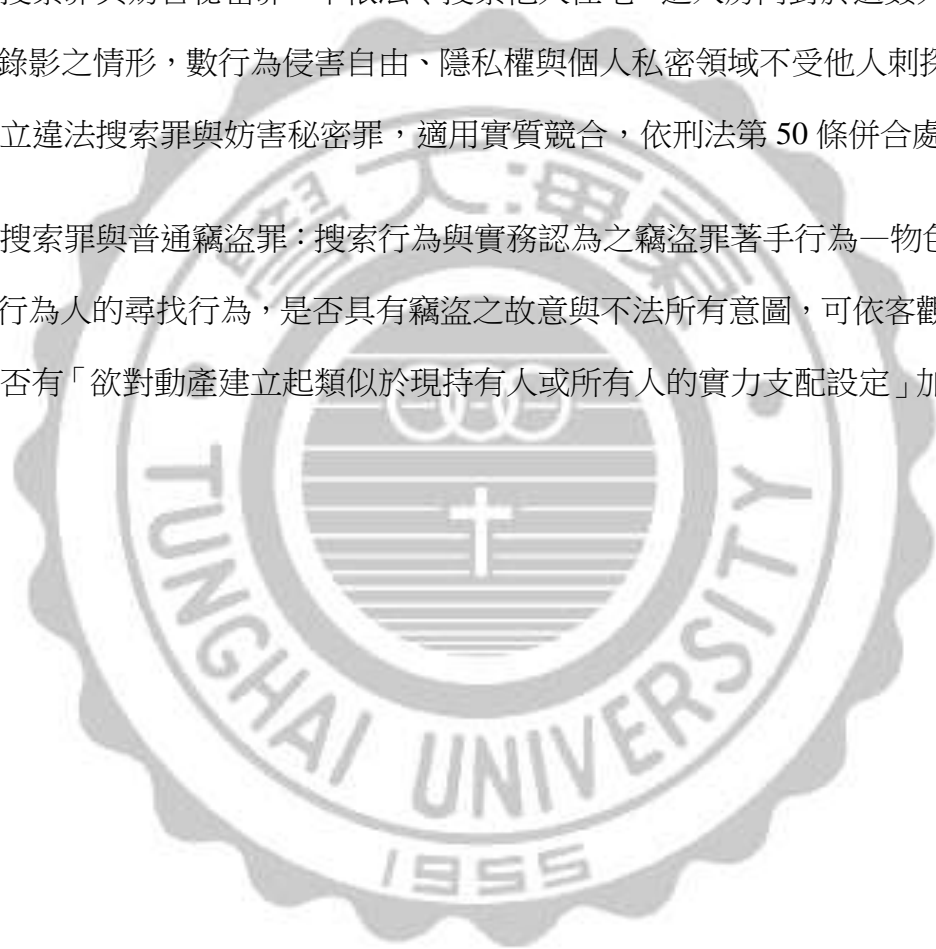 搜索罪與妨害秘密罪：不依法令搜索他人住宅，進入房間對於通姦
錄影之情形，數行為侵害自由、隱私權與個人私密領域不受他人刺探
立違法搜索罪與妨害秘密罪，適用實質競合，依刑法第 50 條併合處
搜索罪與普通竊盜罪：搜索行為與實務認為之竊盜罪著手行為—物色
行為人的尋找行為，是否具有竊盜之故意與不法所有意圖，可依客觀
否有「欲對動產建立起類似於現持有人或所有人的實力支配設定」加
東海大學
TUNGHAI UNIVERSITY
1955